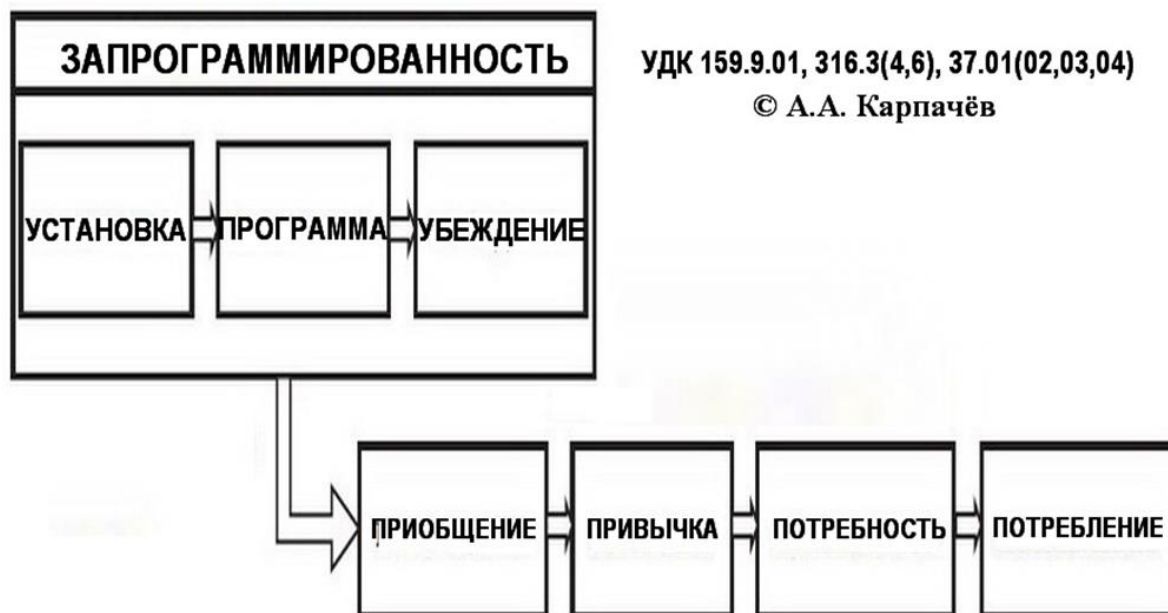 ЗАПРОГРАММИРОВАННОСТЬ
УДК 159.9.01, 316.3(4,6), 37.01(02,03,04)
© А.А. Карпачёв
УСТАНОВКА
ПРОГРАММА
УБЕЖДЕНИЕ
ПРИОБЩЕНИЕ
ПРИВЫЧКА
ПОТРЕБНОСТЬ
ПОТРЕБЛЕНИЕ